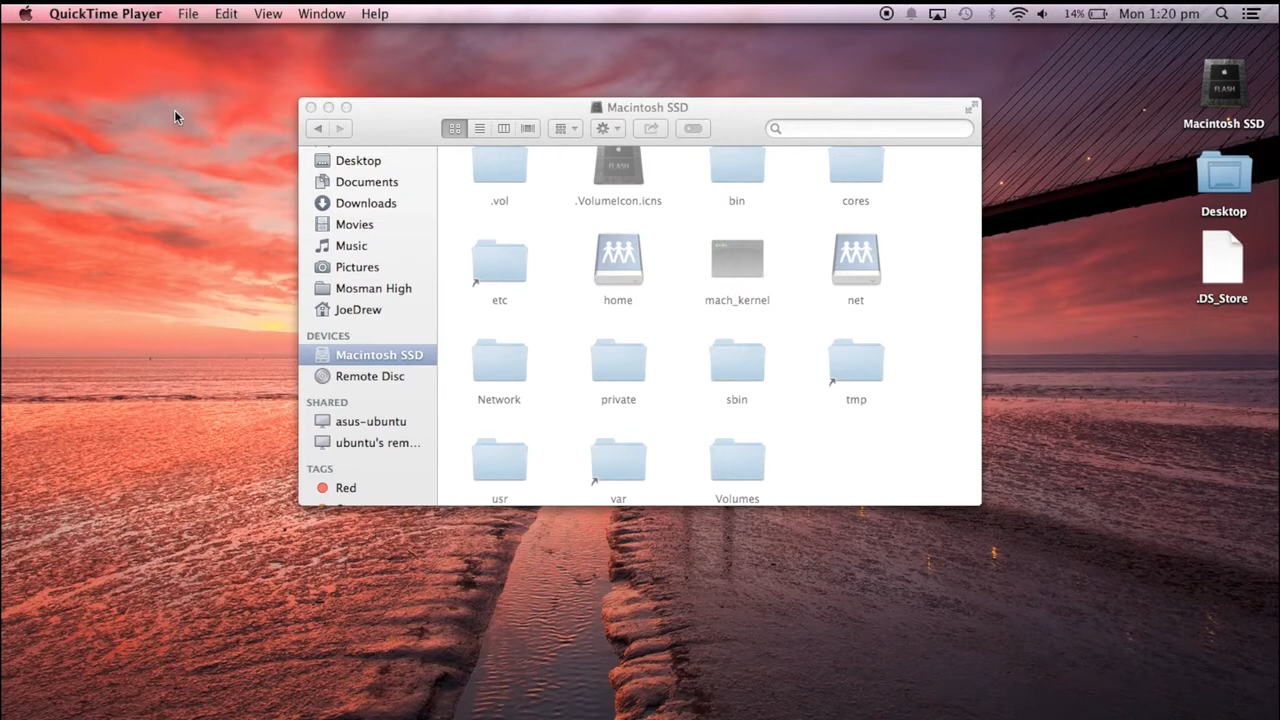 QuickTime Player File Edit View Window Help 14% Mon 1:20 pm
Macintosh SSD
FLASH
Macintosh SSD
Desktop
.DS_Store
Desktop
Documents
Downloads
Movies
Music
Pictures
Mosman High
JoeDrew
DEVICES
Macintosh SSD
Remote Disc
SHARED
asus-ubuntu
ubuntu's rem...
TAGS
Red
FLASH
.vol .VolumeIcon.icns bin cores
etc home mach_kernel net
Network private sbin tmp
usr var Volumes